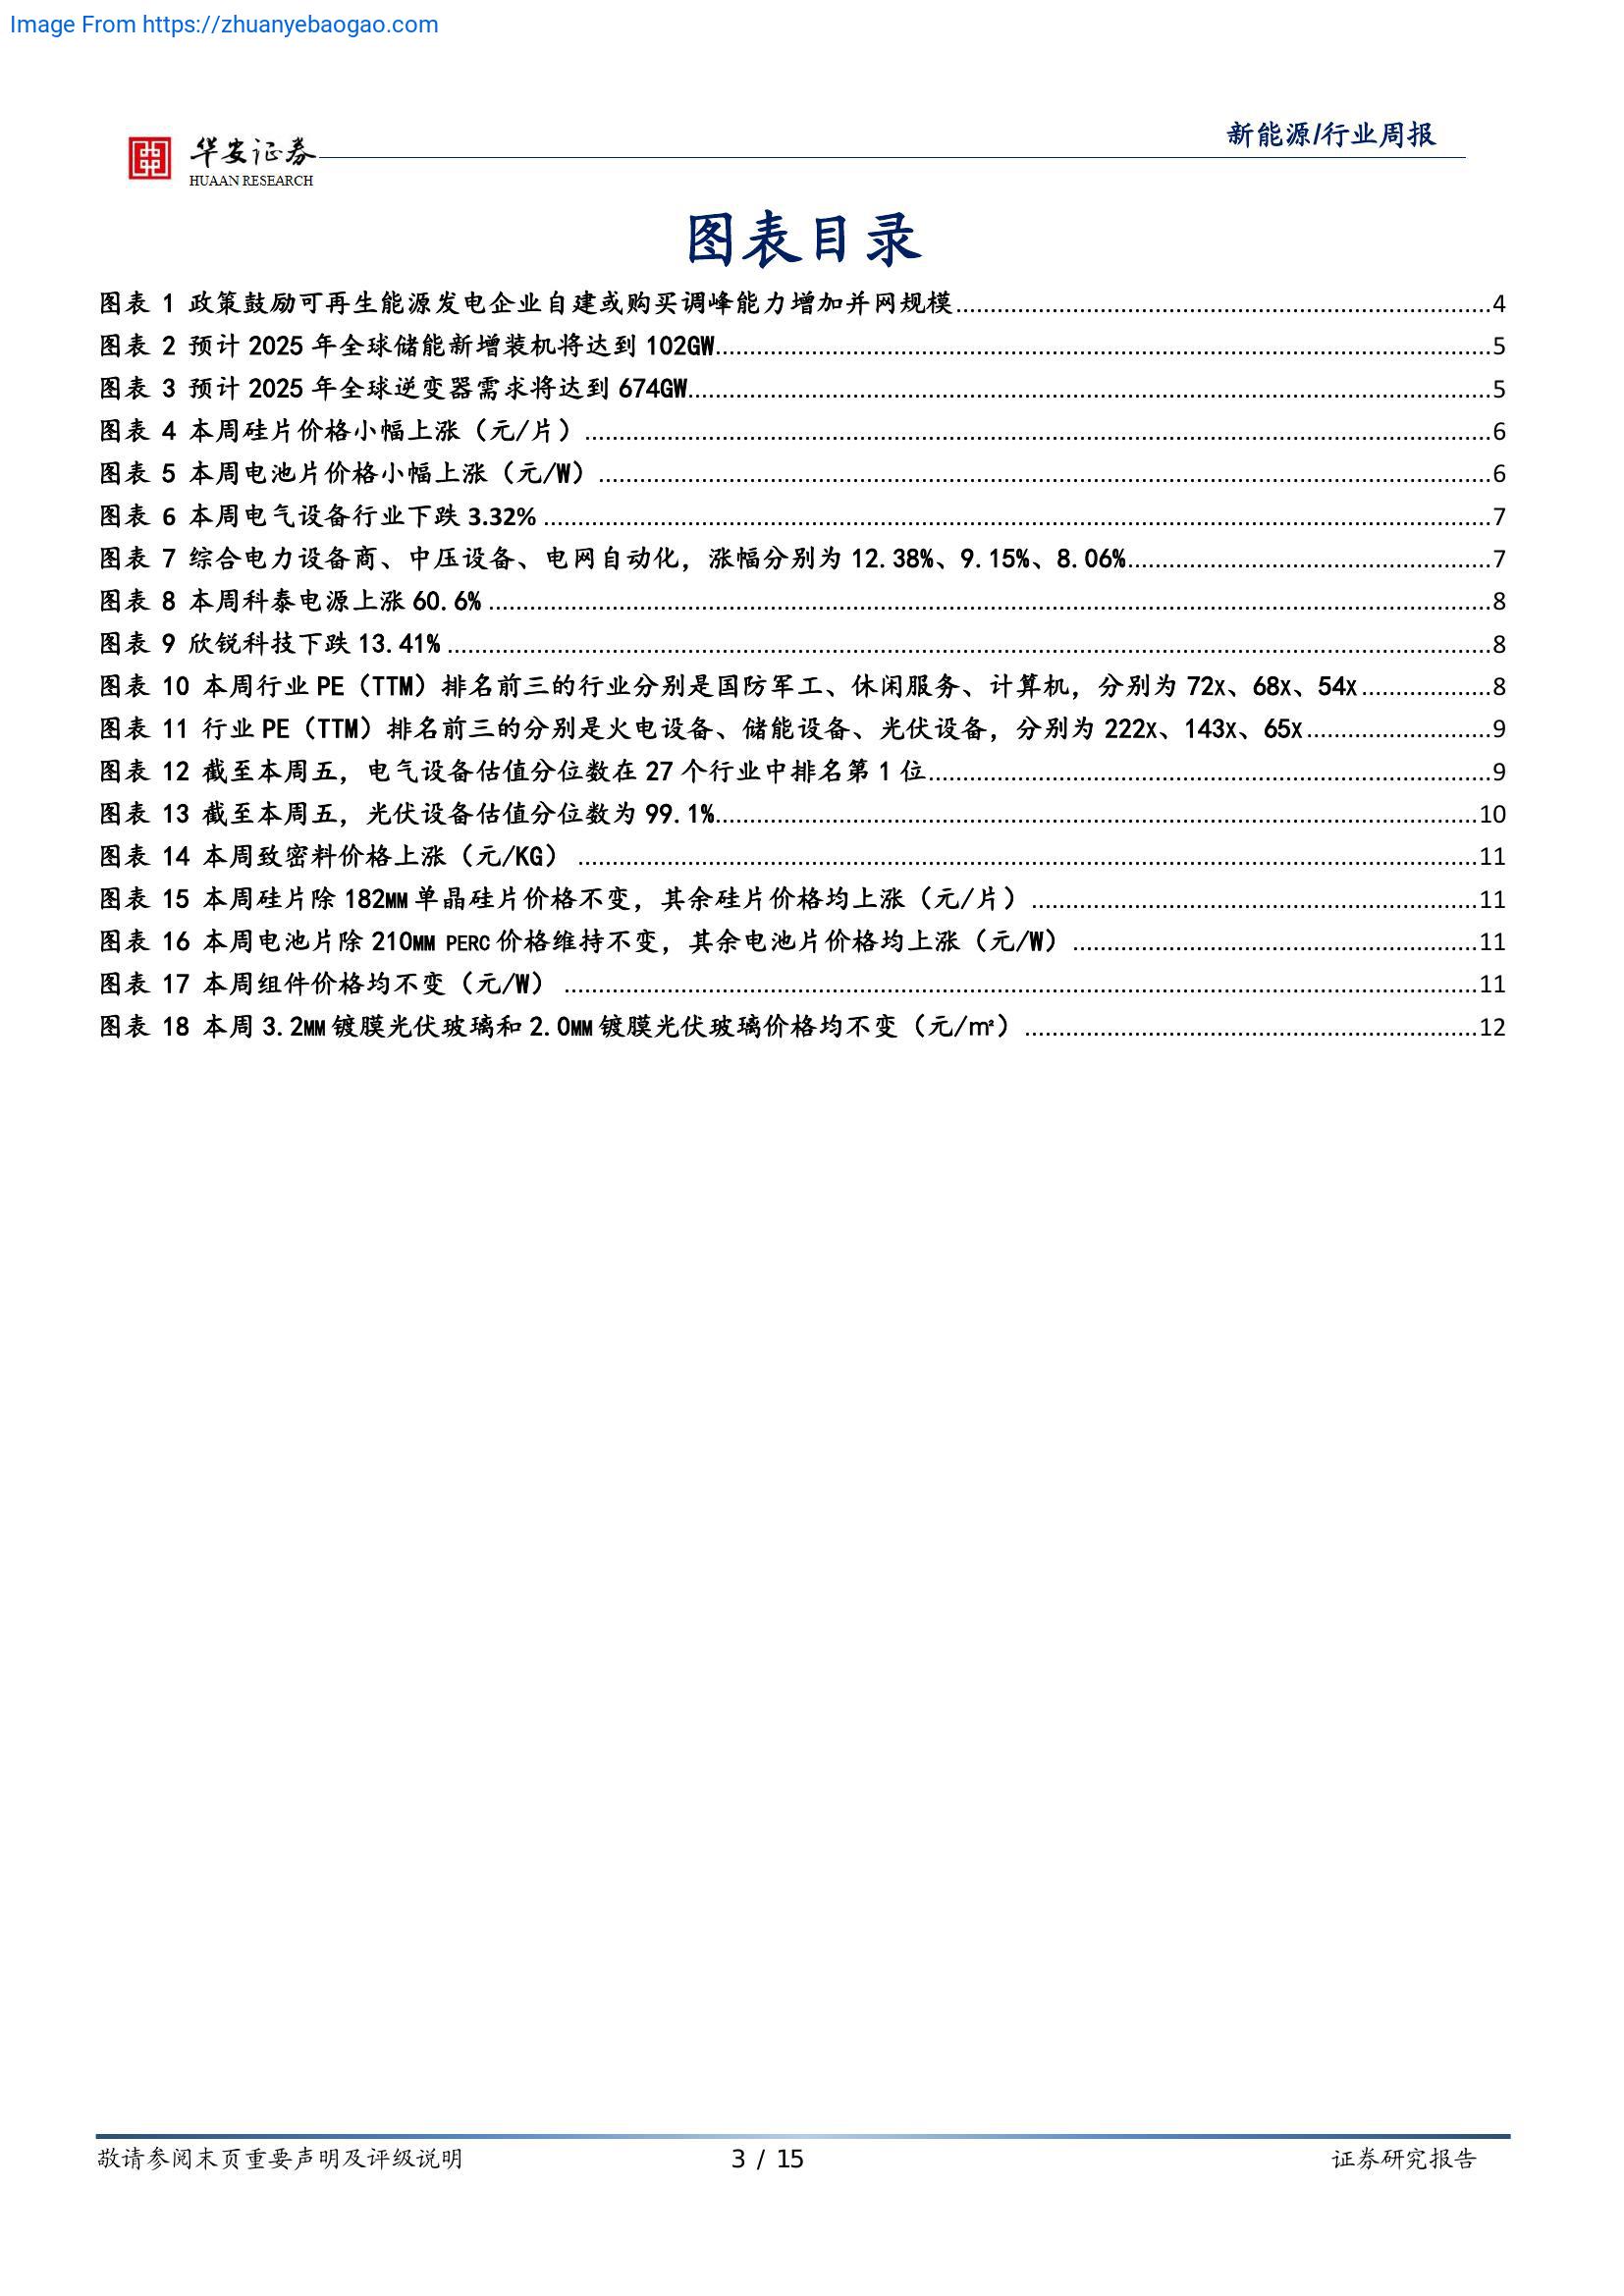 Image From https://zhuanyebaogao.com
新能源/行业周报
华安证券
HUAAN RESEARCH
图表目录
图表 1 政策鼓励可再生能源发电企业自建或购买调峰能力增加并网规模........4
图表 2 预计 2025 年全球储能新增装机将达到 102GW........5
图表 3 预计 2025 年全球逆变器需求将达到 674GW........5
图表 4 本周硅片价格小幅上涨（元/片）........6
图表 5 本周电池片价格小幅上涨（元/W）........6
图表 6 本周电气设备行业下跌 3.32%........7
图表 7 综合电力设备商、中压设备、电网自动化，涨幅分别为 12.38%、9.15%、8.06%........7
图表 8 本周科泰电源上涨 60.6%........8
图表 9 欣锐科技下跌 13.41%........8
图表 10 本周行业 PE（TTM）排名前三的行业分别是国防军工、休闲服务、计算机，分别为 72X、68X、54X........8
图表 11 行业 PE（TTM）排名前三的分别是火电设备、储能设备、光伏设备，分别为 222X、143X、65X........9
图表 12 截至本周五，电气设备估值分位数在 27 个行业中排名第 1 位........9
图表 13 截至本周五，光伏设备估值分位数为 99.1%........10
图表 14 本周致密料价格上涨（元/KG）........11
图表 15 本周硅片除 182MM 单晶硅片价格不变，其余硅片价格均上涨（元/片）........11
图表 16 本周电池片除 210MM PERC 价格维持不变，其余电池片价格均上涨（元/W）........11
图表 17 本周组件价格均不变（元/W）........11
图表 18 本周 3.2MM 镀膜光伏玻璃和 2.0MM 镀膜光伏玻璃价格均不变（元/㎡）........12
敬请参阅末页重要声明及评级说明
3 / 15
证券研究报告